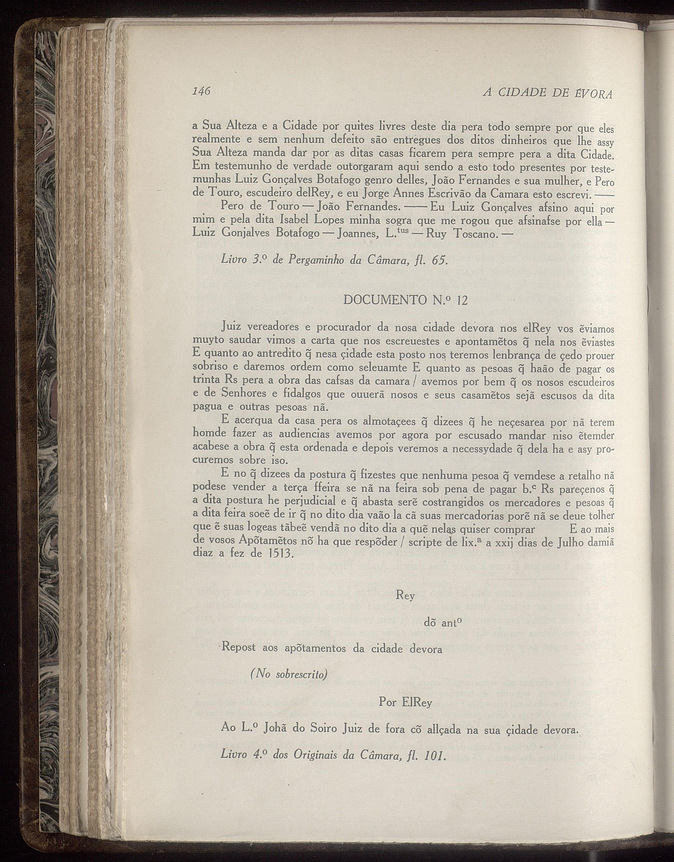 146
A CIDADE DE ÉVORA
a Sua Alteza e a Cidade por quites livres deste dia pera todo sempre por que eles
realmente e sem nenhum defeito são entregues dos ditos dinheiros que lhe assy
Sua Alteza manda dar por as ditas casas ficarem pera sempre pera a dita Cidade.
Em testemunho de verdade outorgaram aqui sendo a esto todo presentes por teste-
munhas Luiz Gonçalves Botafogo genro delles, João Fernandes e sua mulher, e Pero
de Touro, escudeiro delRey, e eu Jorge Annes Escrivão da Camara esto escrevi. ——
Pero de Touro — João Fernandes. —— Eu Luiz Gonçalves afsino aqui por
mim e pela dita Isabel Lopes minha sogra que me rogou que afsinafse por ella —
Luiz Gonjalves Botafogo — Joannes, L.tus — Ruy Toscano. —
Livro 3.º de Pergaminho da Câmara, fl. 65.
DOCUMENTO N.º 12
Juiz vereadores e procurador da nosa cidade devora nos elRey vos ẽviamos
muyto saudar vimos a carta que nos escreuestes e apontamẽtos q̃ nela nos ẽviastes
E quanto ao antredito q̃ nesa çidade esta posto nos teremos lenbrança de çedo prouer
sobriso e daremos ordem como seleuamte E quanto as pesoas q̃ haão de pagar os
trinta Rs pera a obra das cafsas da camara / avemos por bem q̃ os nosos escudeiros
e de Senhores e fidalgos que ouuerã nosos e seus casamẽtos sejã escusos da dita
pagua e outras pesoas nã.
E acerqua da casa pera os almotaçees q̃ dizees q̃ he neçesarea por nã terem
homde fazer as audiencias avemos por agora por escusado mandar niso ẽtemder
acabese a obra q̃ esta ordenada e depois veremos a necessydade q̃ dela ha e asy pro-
curemos sobre iso.
E no q̃ dizees da postura q̃ fizestes que nenhuma pesoa q̃ vemdese a retalho nã
podese vender a terça ffeira se nã na feira sob pena de pagar b.c Rs pareçenos q̃
a dita postura he perjudicial e q̃ abasta serẽ costrangidos os mercadores e pesoas q̃
a dita feira soeẽ de ir q̃ no dito dia vaão la cã suas mercadorias porẽ nã se deue tolher
que ẽ suas logeas tãbeẽ vendã no dito dia a quẽ nelas quiser comprar E ao mais
de vosos Apõtamẽtos nõ ha que respõder / scripte de lix.ª a xxij dias de Julho damiã
diaz a fez de 1513.
Rey
dõ antº
Repost aos apõtamentos da cidade devora
(No sobrescrito)
Por ElRey
Ao L.º Johã do Soiro Juiz de fora cõ allçada na sua çidade devora.
Livro 4.º dos Originais da Câmara, fl. 101.